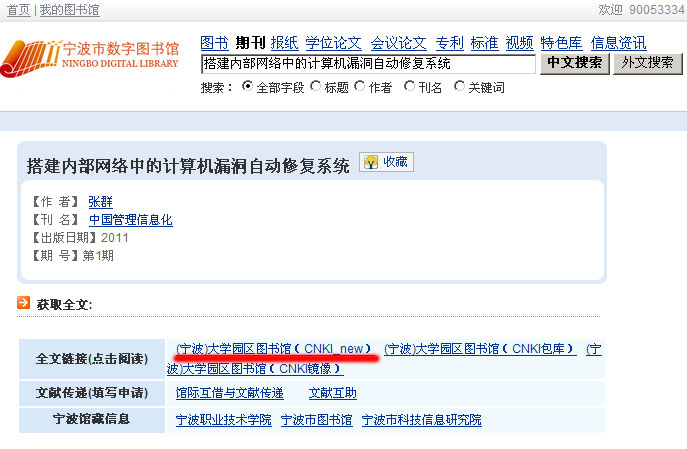 首页 | 我的图书馆 欢迎 90053334
宁波市数字图书馆
NINGBO DIGITAL LIBRARY
图书 期刊 报纸 学位论文 会议论文 专利 标准 视频 特色库 信息资讯
搭建内部网络中的计算机漏洞自动修复系统 中文搜索 外文搜索
搜索: 全部字段 标题 作者 刊名 关键词
搭建内部网络中的计算机漏洞自动修复系统 收藏
【作 者】 张群
【刊 名】 中国管理信息化
【出版日期】2011
【期 号】第1期
获取全文:
全文链接(点击阅读) (宁波)大学园区图书馆(CNKI_new) (宁波)大学园区图书馆(CNKI包库) (宁
波)大学园区图书馆(CNKI镜像)
文献传递(填写申请) 馆际互借与文献传递 文献互助
宁波馆藏信息 宁波职业技术学院 宁波市图书馆 宁波市科技信息研究院